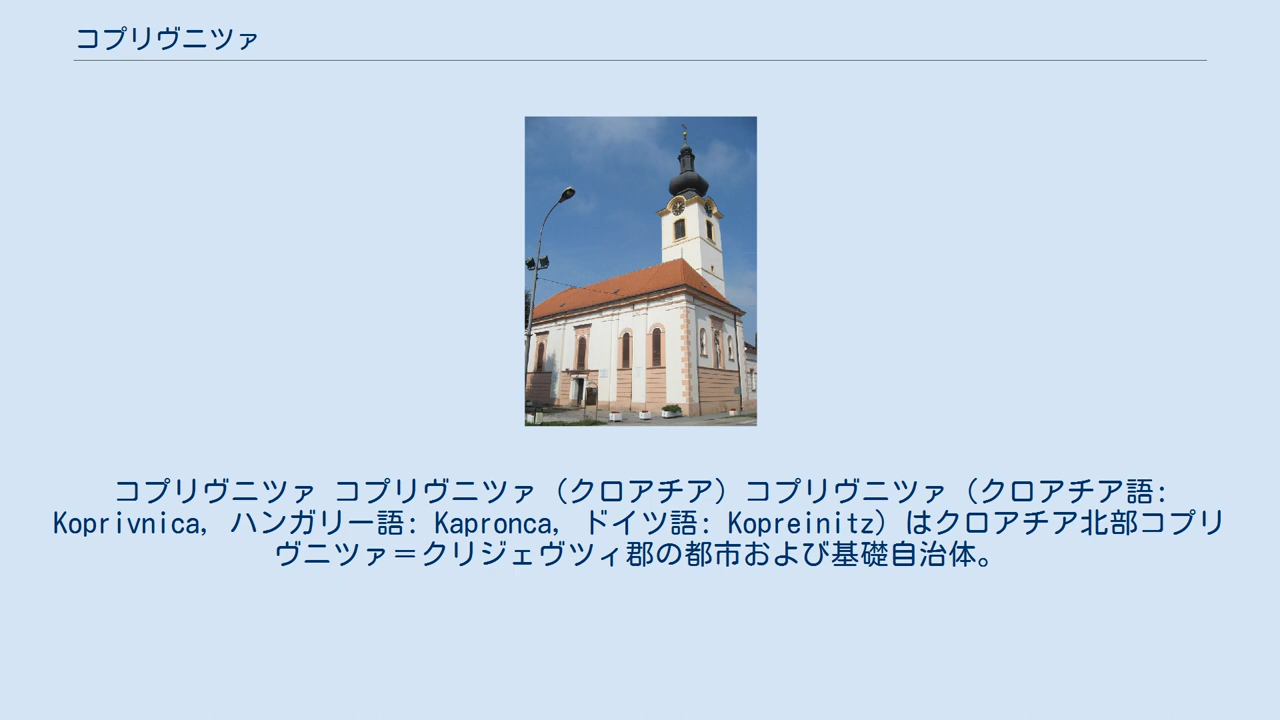 コプリヴニツァ
コプリヴニツァ コプリヴニツァ（クロアチア）コプリヴニツァ（クロアチア語:
Koprivnica, ハンガリー語: Kapronca, ドイツ語: Kopreinitz）はクロアチア北部コプリ
ヴニツァ＝クリジェヴツィ郡の都市および基礎自治体。